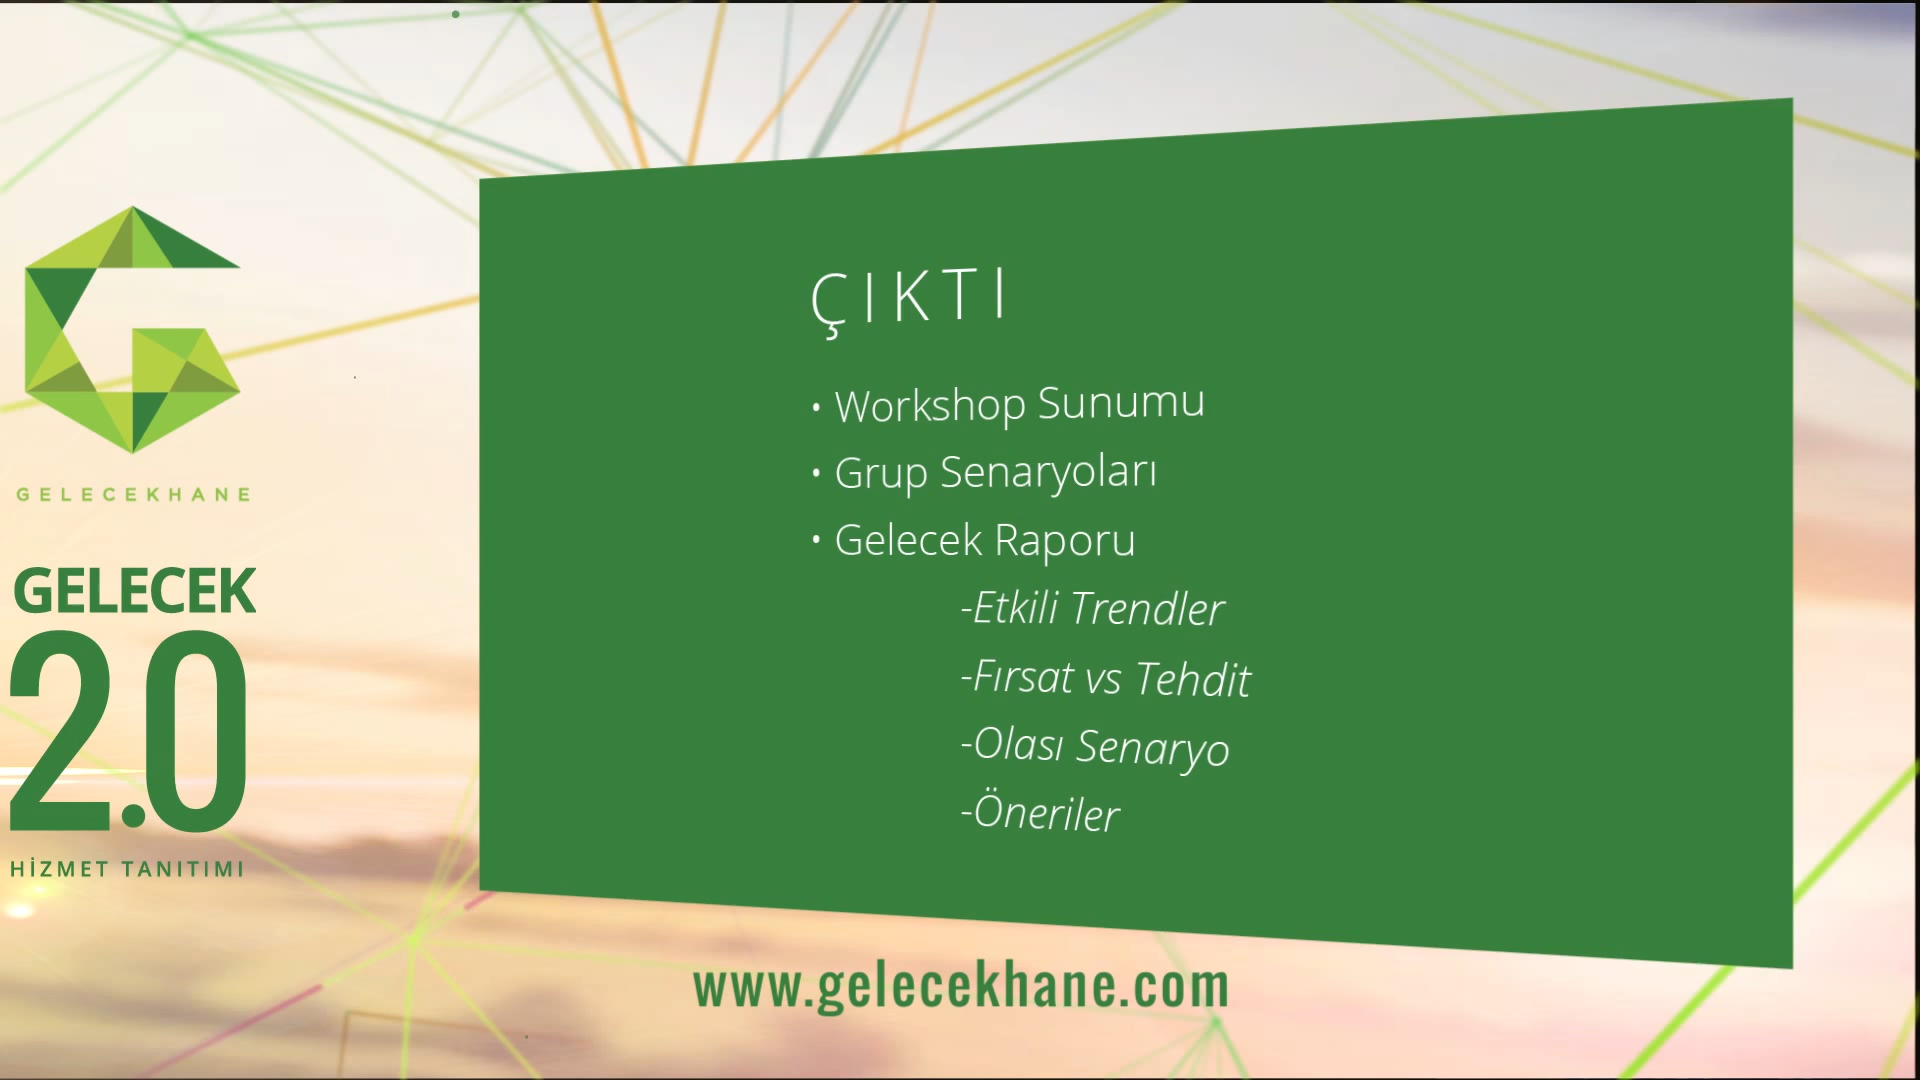 GELECEKHANE
GELECEK
2.0
HİZMET TANITIMI
ÇIKTI
• Workshop Sunumu
• Grup Senaryoları
• Gelecek Raporu
-Etkili Trendler
-Fırsat vs Tehdit
-Olası Senaryo
-Öneriler
www.gelecekhane.com